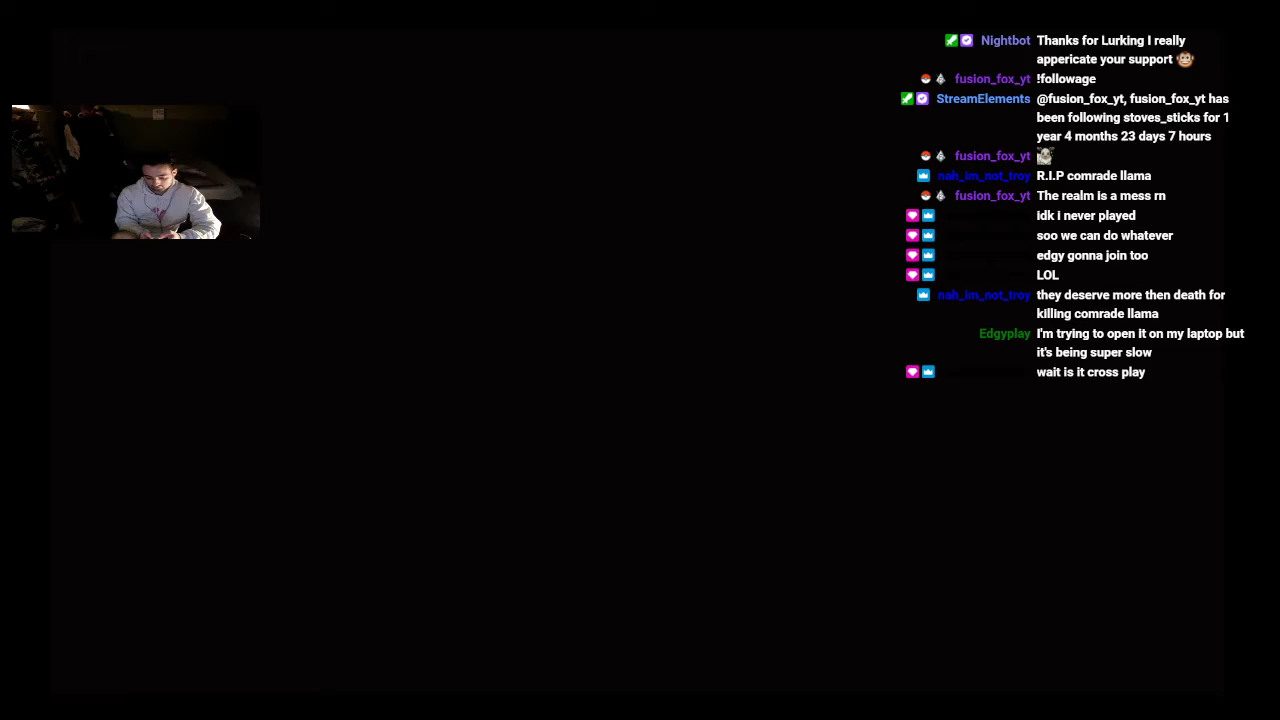 Nightbot Thanks for Lurking I really
appericate your support
fusion_fox_yt !followage
StreamElements @fusion_fox_yt, fusion_fox_yt has
been following stoves_sticks for 1
year 4 months 23 days 7 hours
fusion_fox_yt
nah_im_not_troy R.I.P comrade llama
fusion_fox_yt The realm is a mess rn
idk i never played
soo we can do whatever
edgy gonna join too
LOL
nah_im_not_troy they deserve more then death for
killing comrade llama
Edgyplay I'm trying to open it on my laptop but
it's being super slow
wait is it cross play